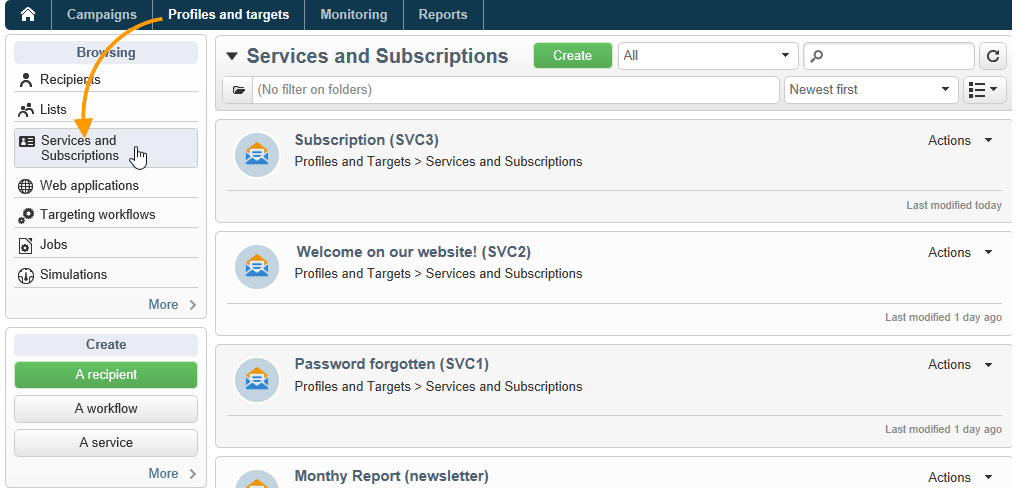 Campaigns Profiles and targets Monitoring Reports
Browsing
Recipients
Lists
Services and
Subscriptions
Web applications
Targeting workflows
Jobs
Simulations
More
Create
A recipient
A workflow
A service
More
Services and Subscriptions Create All
(No filter on folders) Newest first
Subscription (SVC3) Actions
Profiles and Targets > Services and Subscriptions
Last modified today
Welcome on our website! (SVC2) Actions
Profiles and Targets > Services and Subscriptions
Last modified 1 day ago
Password forgotten (SVC1) Actions
Profiles and Targets > Services and Subscriptions
Last modified 1 day ago
Monthy Report (newsletter) Actions